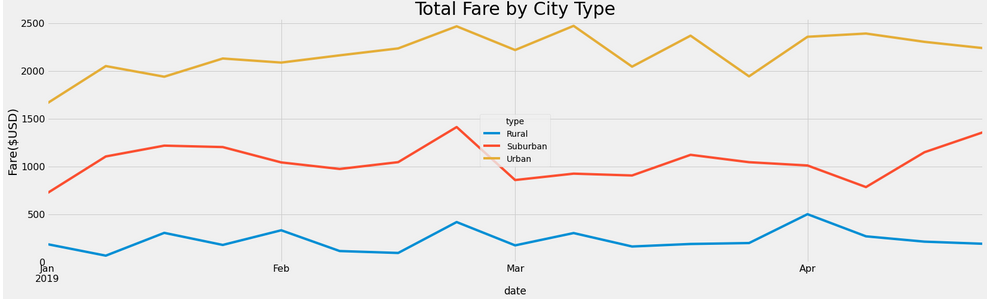 Total Fare by City Type
Fare($USD)
2500
2000
1500
1000
500
0
type
Rural
Suburban
Urban
Jan
2019
Feb
Mar
Apr
date